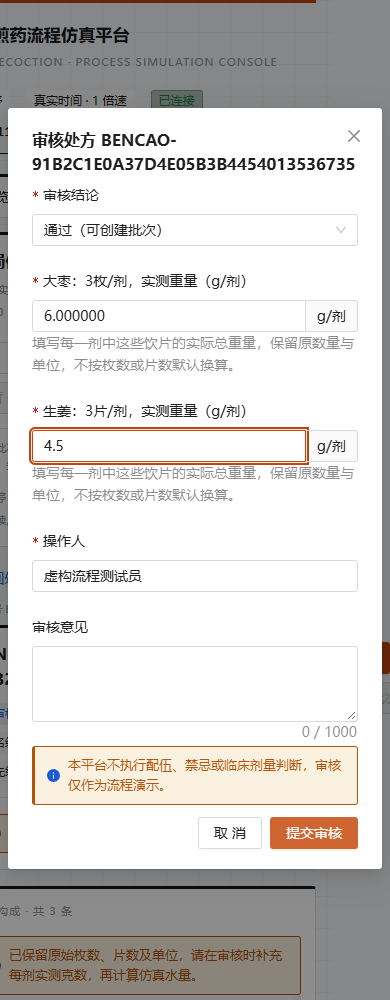 煎药流程仿真平台
ECOCTION · PROCESS SIMULATION CONSOLE
真实时间 · 1 倍速
已连接
审核处方 BENCAO-
91B2C1E0A37D4E05B3B4454013536735
* 审核结论
通过（可创建批次）
* 大枣：3枚/剂，实测重量（g/剂）
6.000000
g/剂
填写每一剂中这些饮片的实际总重量，保留原数量与
单位，不按枚数或片数默认换算。
* 生姜：3片/剂，实测重量（g/剂）
4.5
g/剂
填写每一剂中这些饮片的实际总重量，保留原数量与
单位，不按枚数或片数默认换算。
* 操作人
虚构流程测试员
审核意见
0 / 1000
本平台不执行配伍、禁忌或临床剂量判断，审核
仅作为流程演示。
取 消
提交审核
构成 · 共 3 条
已保留原始枚数、片数及单位，请在审核时补充
每剂实测克数，再计算仿真水量。